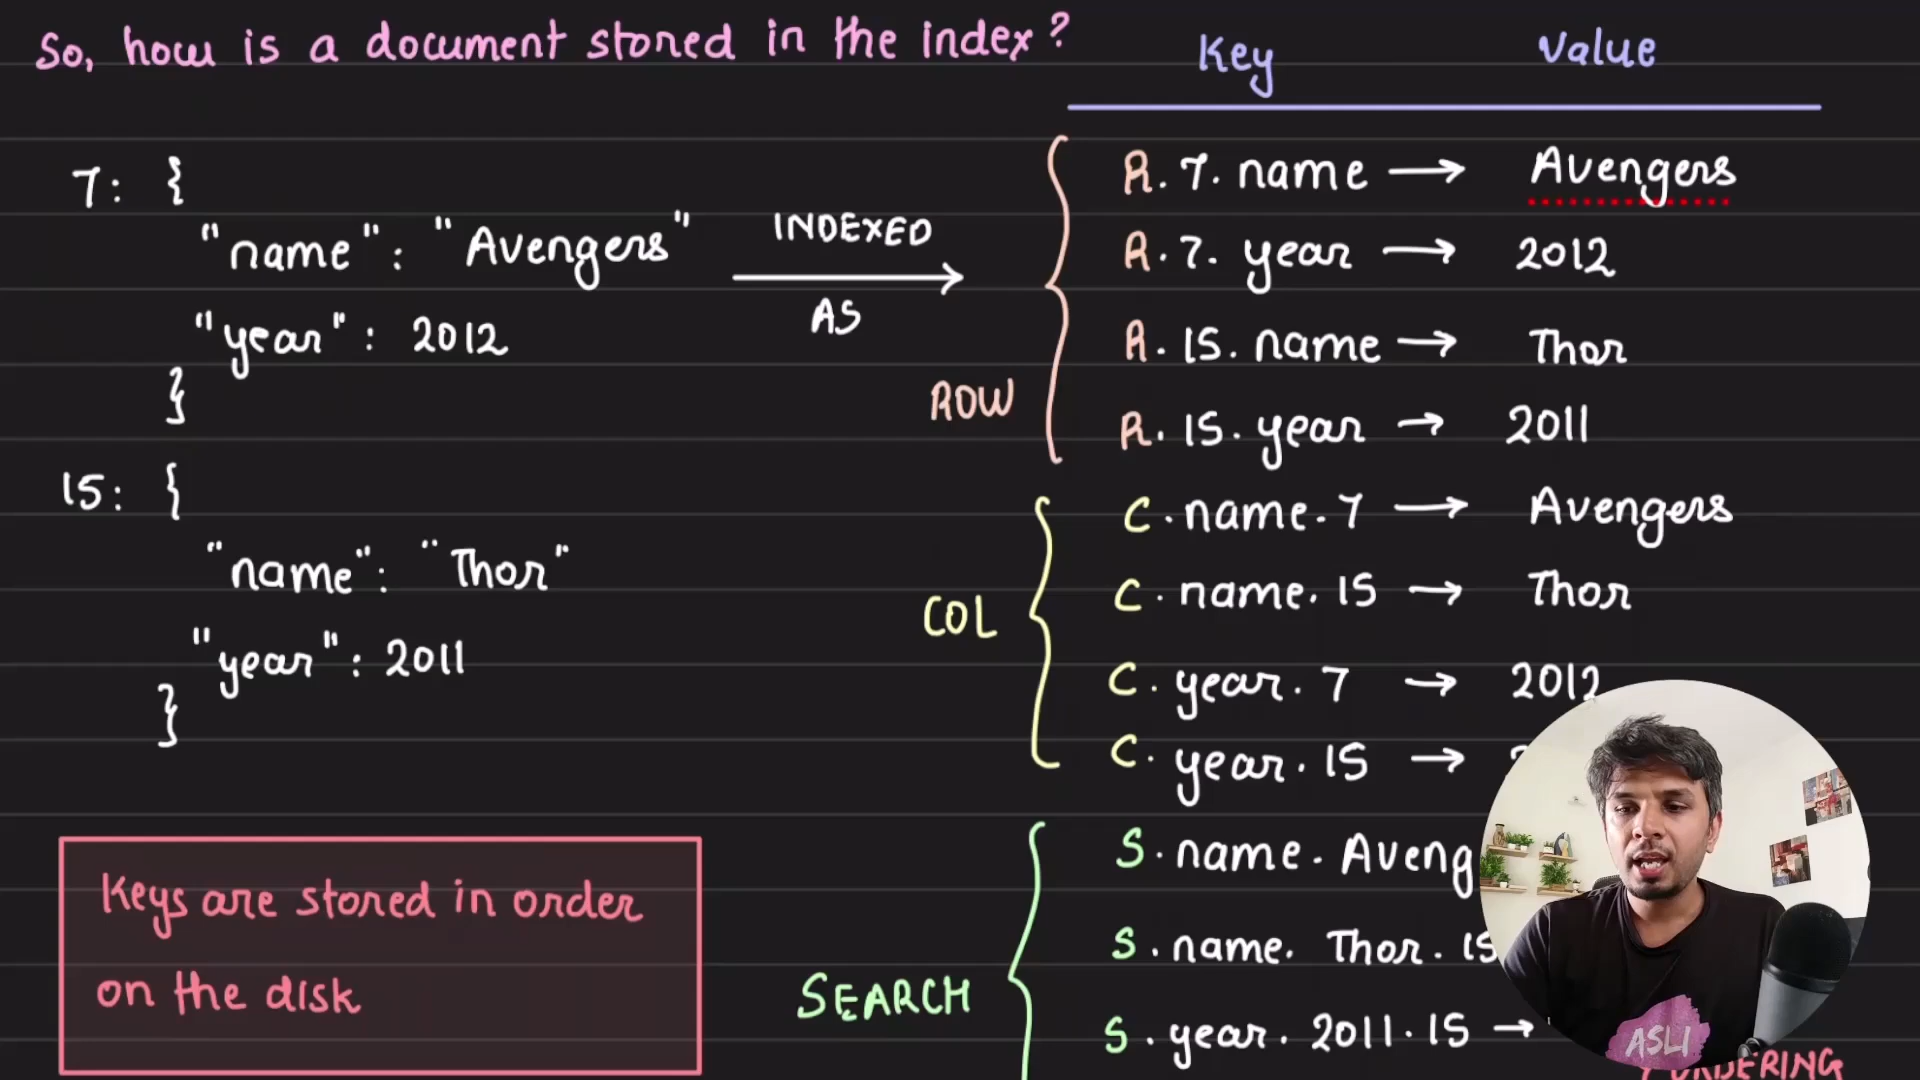 So, how is a document stored in the index?
Key Value
7: {
"name": "Avengers"
"year": 2012
}
15: {
"name": "Thor"
"year": 2011
}
INDEXED
AS
ROW
R. 7. name → Avengers
R. 7. year → 2012
R. 15. name → Thor
R. 15. year → 2011
COL
C. name. 7 → Avengers
C. name. 15 → Thor
C. year. 7 → 2012
C. year. 15 →
SEARCH
S. name. Aveng
S. name. Thor. 15
S. year. 2011. 15 →
Keys are stored in order
on the disk
ASLI